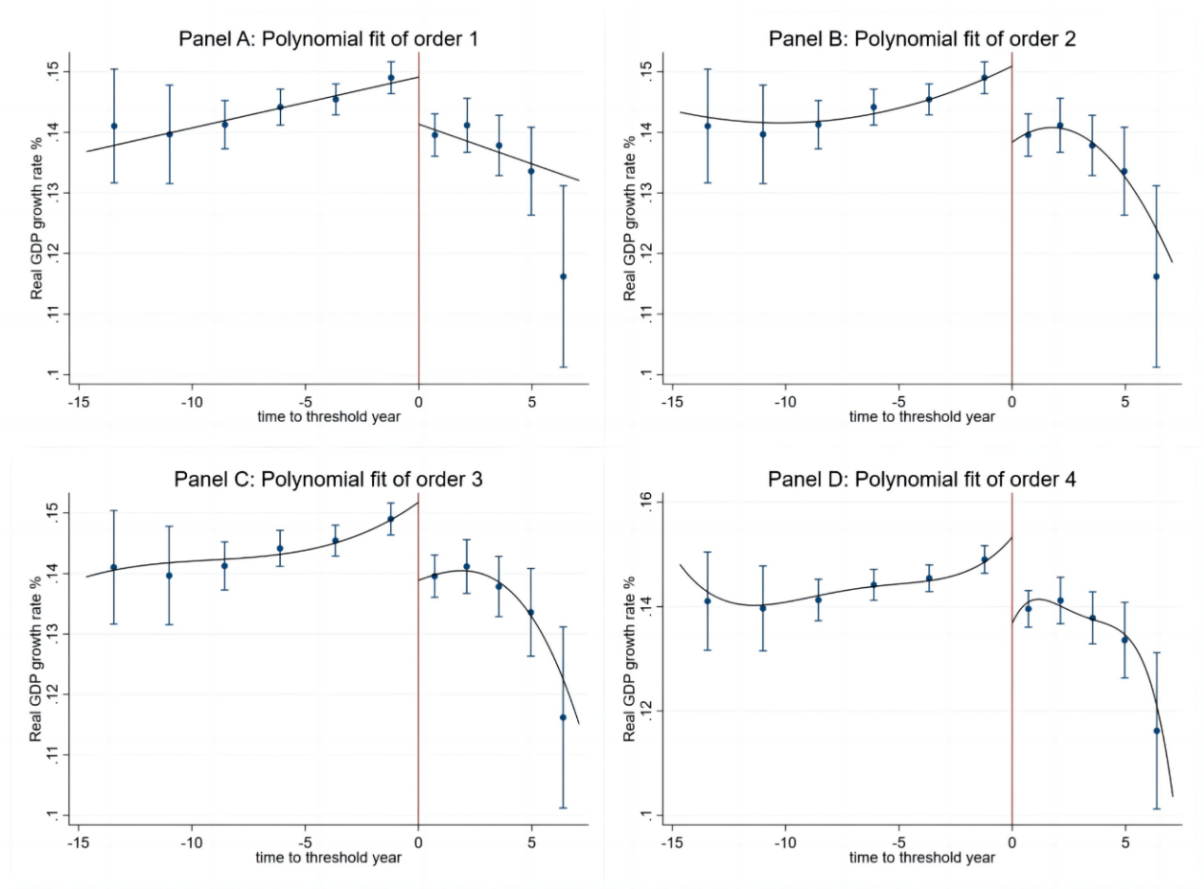 Panel A: Polynomial fit of order 1
Real GDP growth rate %
.15
.14
.13
.12
.11
.1
-15 -10 -5 0 5
time to threshold year
Panel B: Polynomial fit of order 2
Real GDP growth rate %
.15
.14
.13
.12
.11
.1
-15 -10 -5 0 5
time to threshold year
Panel C: Polynomial fit of order 3
Real GDP growth rate %
.15
.14
.13
.12
.11
.1
-15 -10 -5 0 5
time to threshold year
Panel D: Polynomial fit of order 4
Real GDP growth rate %
.16
.14
.12
.1
-15 -10 -5 0 5
time to threshold year